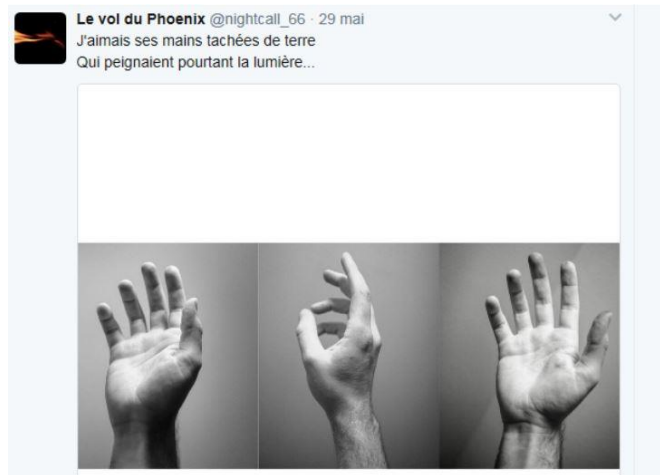 Le vol du Phoenix @nightcall_66 · 29 mai
J'aimais ses mains tachées de terre
Qui peignaient pourtant la lumière...